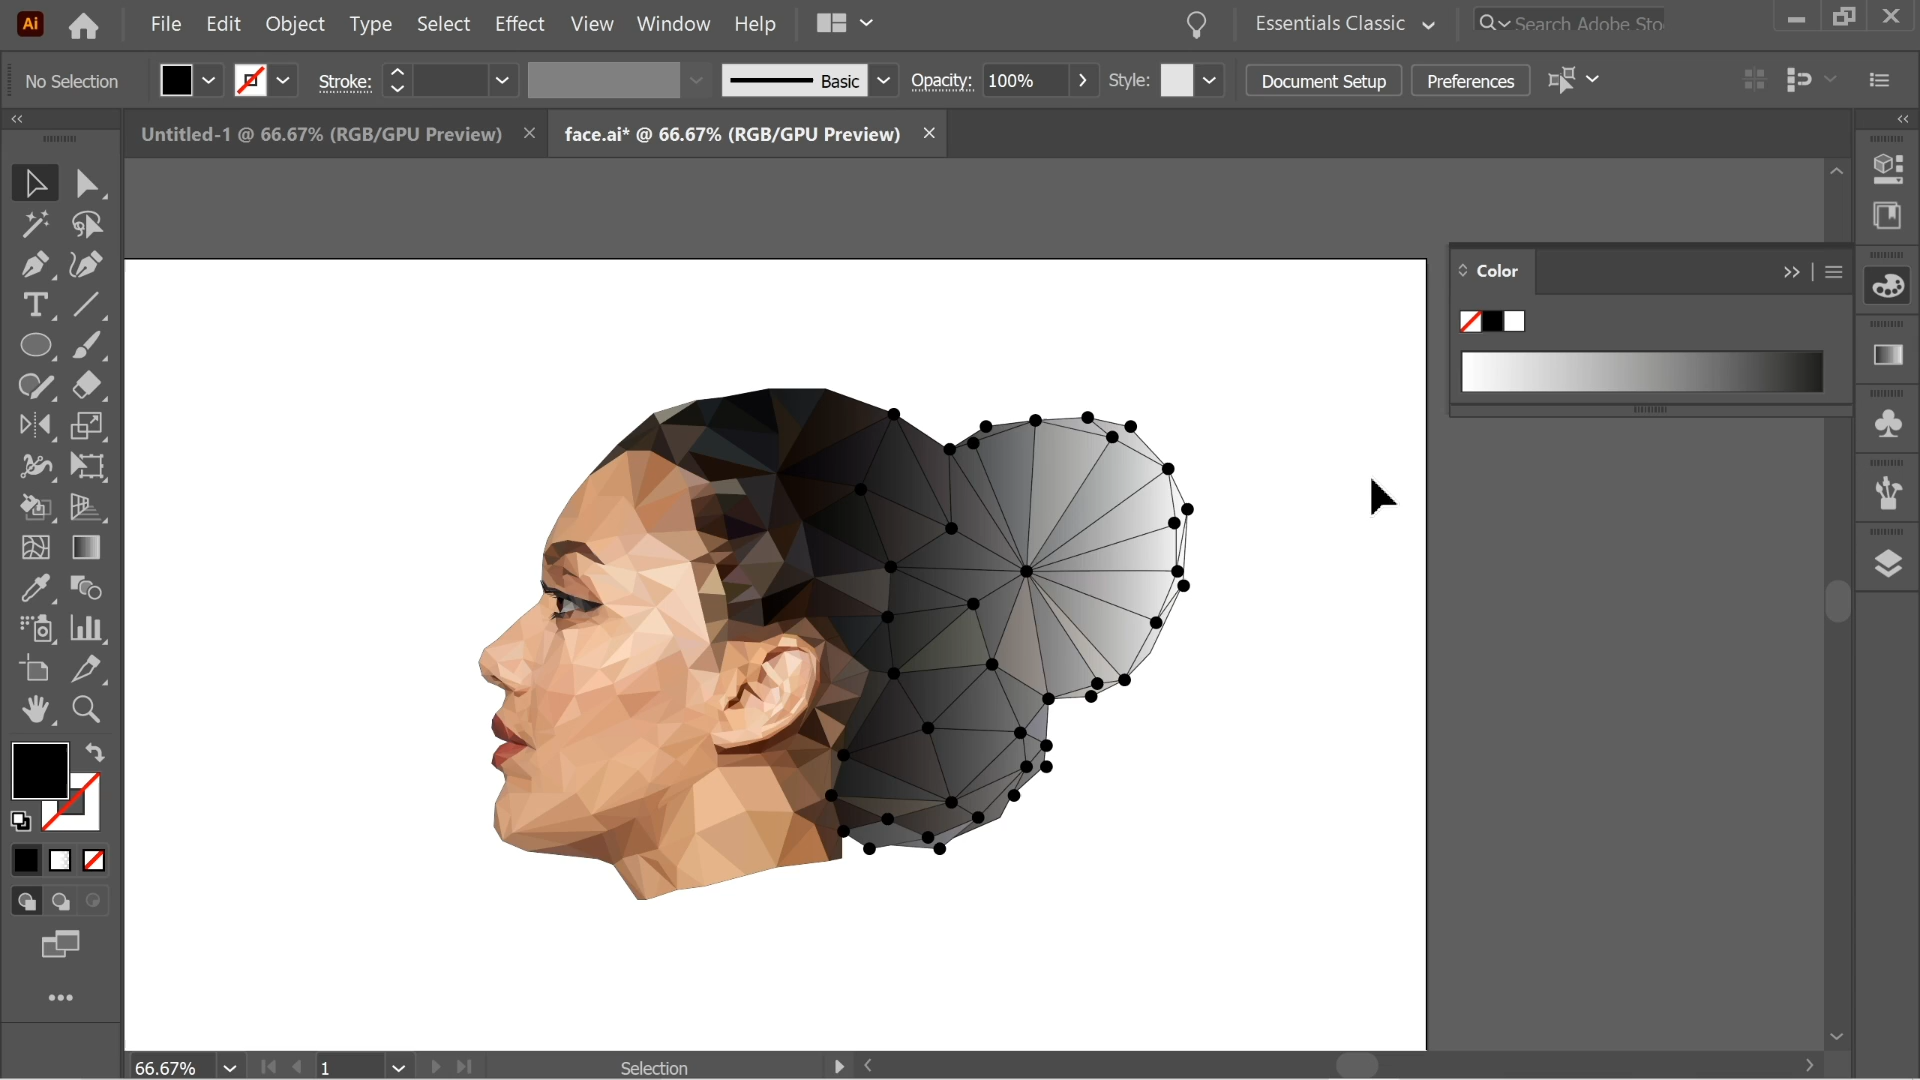 Ai File Edit Object Type Select Effect View Window Help Essentials Classic Search Adobe Sto
No Selection Stroke: Basic Opacity: 100% Style: Document Setup Preferences
Untitled-1 @ 66.67% (RGB/GPU Preview) face.ai* @ 66.67% (RGB/GPU Preview)
Color
66.67% 1 Selection